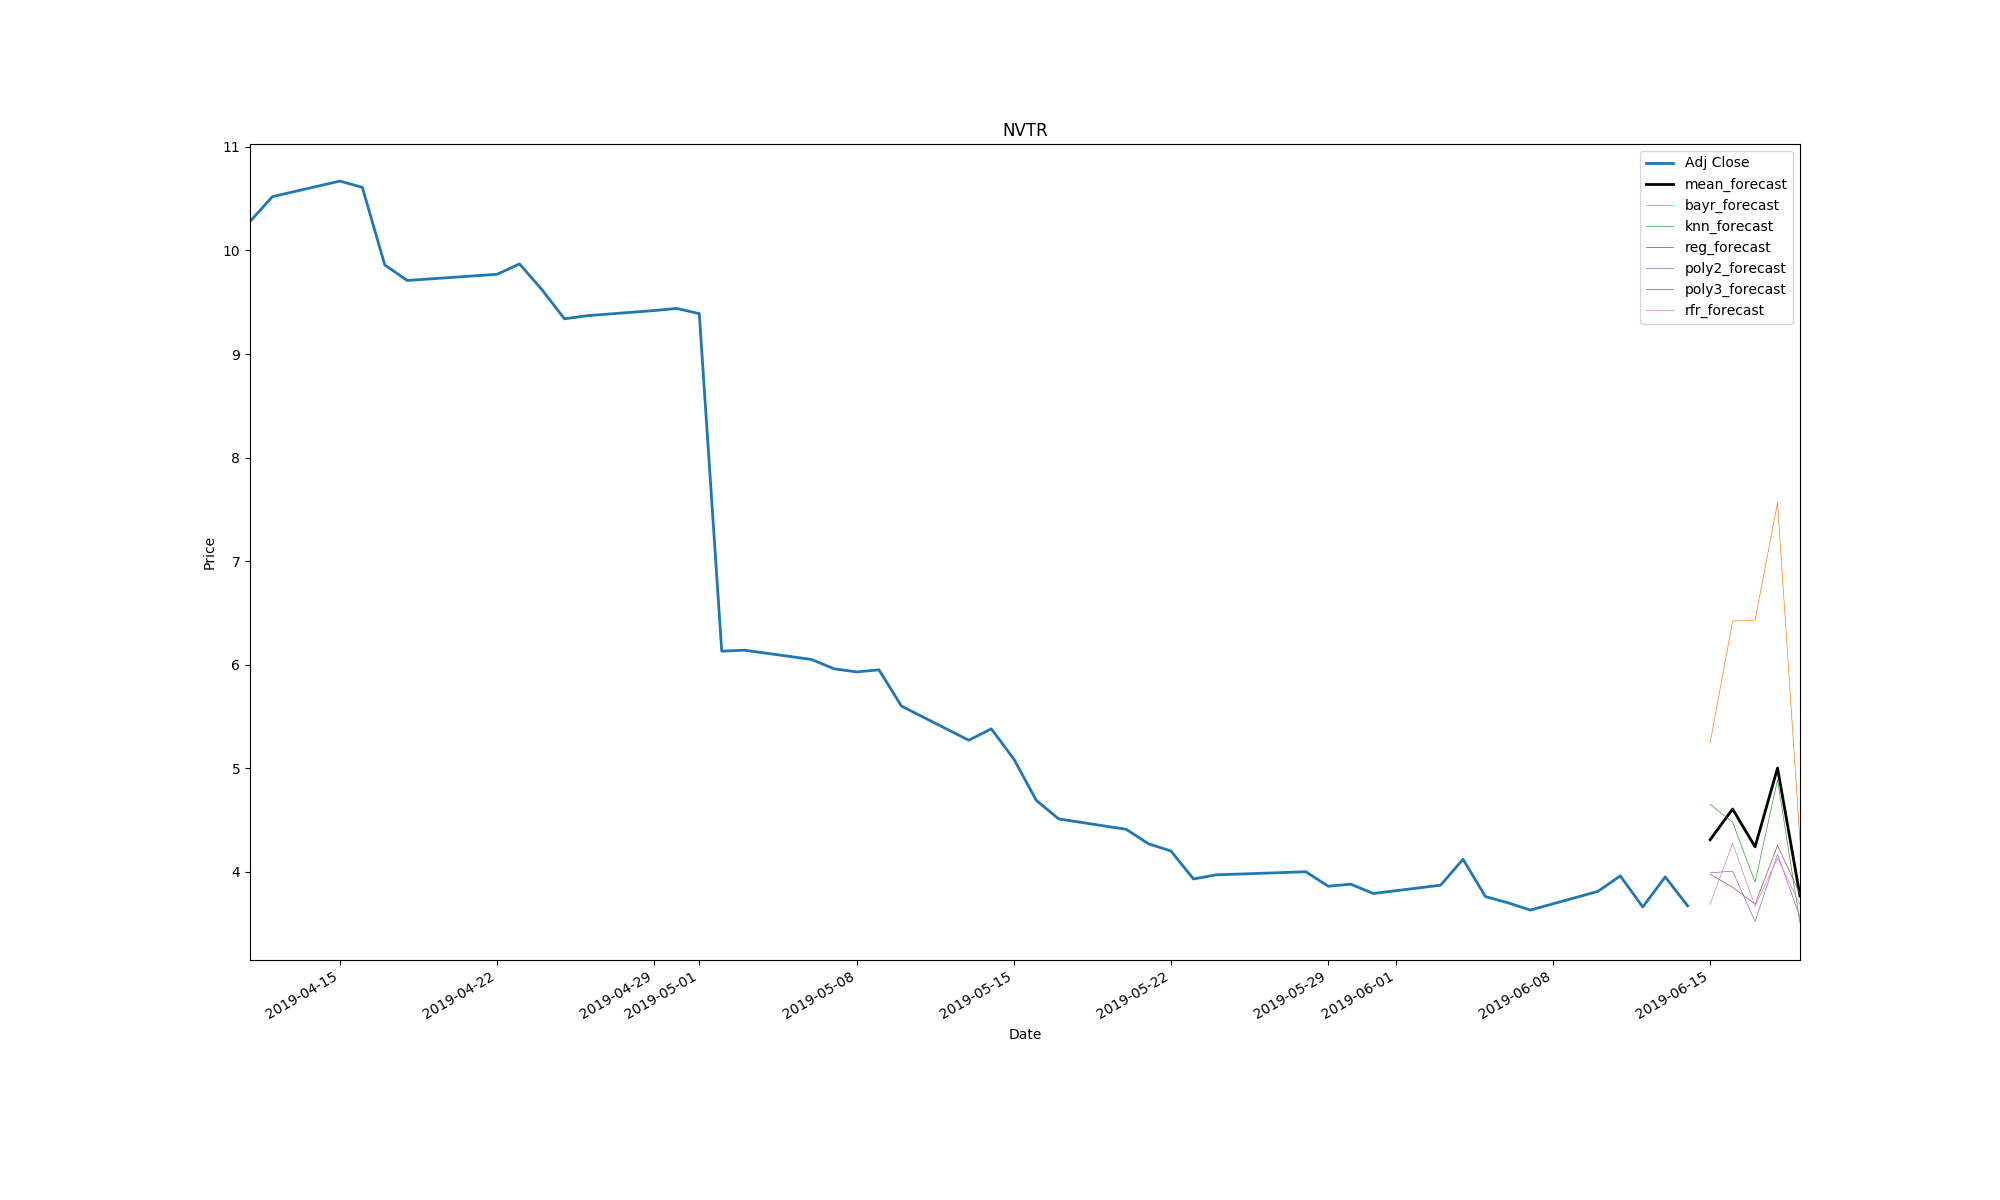 NVTR
11
10
9
8
7
6
5
4
Price
Adj Close
mean_forecast
bayr_forecast
knn_forecast
reg_forecast
poly2_forecast
poly3_forecast
rfr_forecast
2019-04-15
2019-04-22
2019-04-29
2019-05-01
2019-05-08
2019-05-15
2019-05-22
2019-05-29
2019-06-01
2019-06-08
2019-06-15
Date